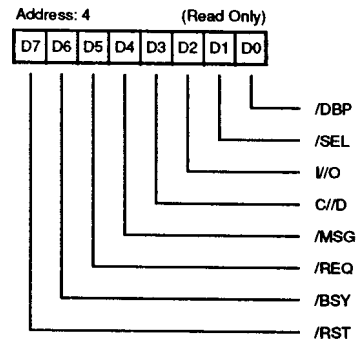 Address: 4 (Read Only)
D7 D6 D5 D4 D3 D2 D1 D0
/DBP
/SEL
I//O
C//D
/MSG
/REQ
/BSY
/RST